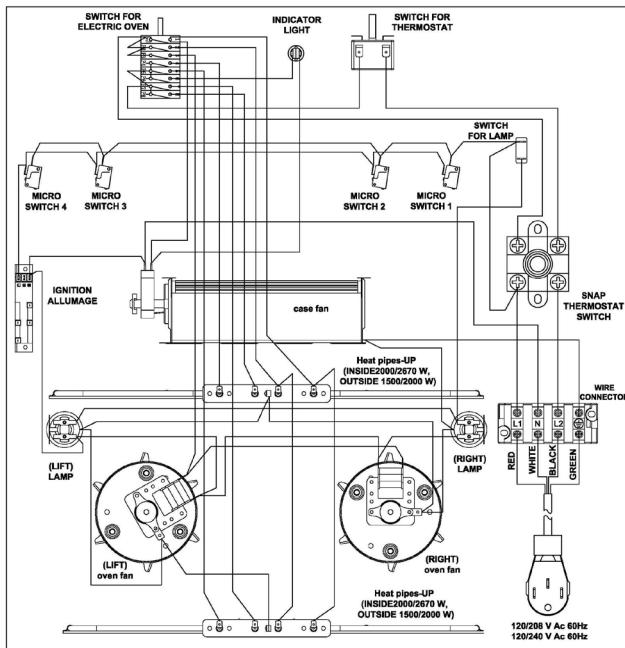 SWITCH FOR
ELECTRIC OVEN
INDICATOR
LIGHT
SWITCH FOR
THERMOSTAT
SWITCH
FOR LAMP
MICRO
SWITCH 4
MICRO
SWITCH 3
MICRO
SWITCH 2
MICRO
SWITCH 1
IGNITION
ALLUMAGE
case fan
SNAP
THERMOSTAT
SWITCH
Heat pipes-UP
(INSIDE2000/2670 W,
OUTSIDE 1500/2000 W)
WIRE
CONNECTOR
L1 N L2
RED
WHITE
BLACK
GREEN
(LIFT)
LAMP
(RIGHT)
LAMP
(LIFT)
oven fan
(RIGHT)
oven fan
Heat pipes-UP
(INSIDE2000/2670 W,
OUTSIDE 1500/2000 W)
120/208 V Ac 60Hz
120/240 V Ac 60Hz